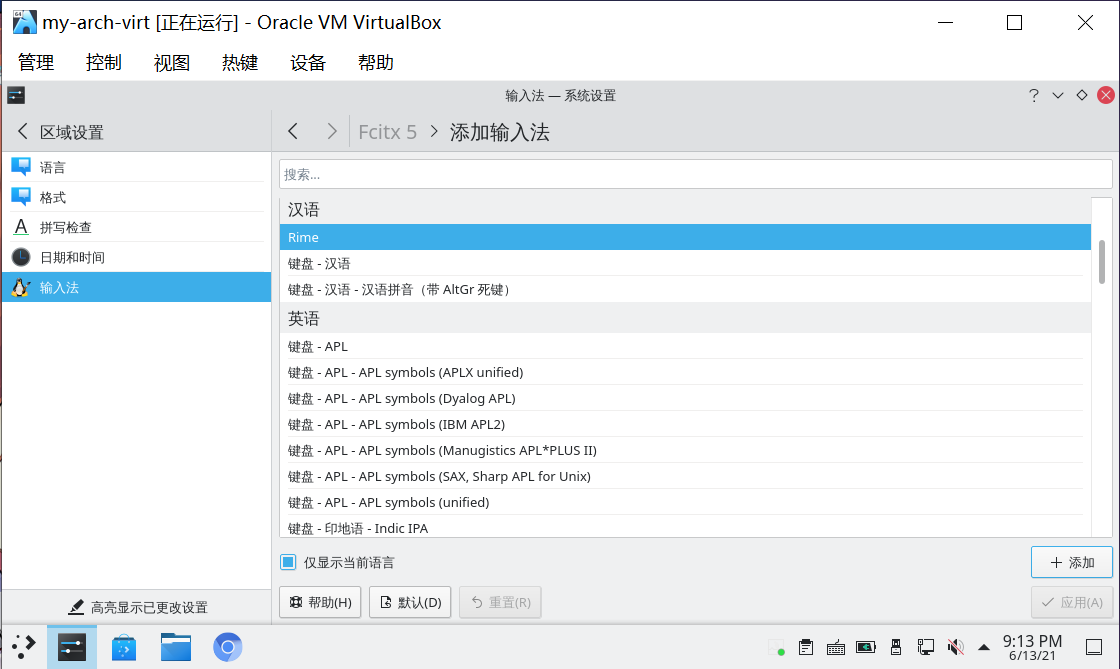 my-arch-virt [正在运行] - Oracle VM VirtualBox
管理 控制 视图 热键 设备 帮助
输入法 — 系统设置
区域设置
Fcitx 5 > 添加输入法
语言
格式
拼写检查
日期和时间
输入法
搜索...
汉语
Rime
键盘 - 汉语
键盘 - 汉语 - 汉语拼音（带 AltGr 死键）
英语
键盘 - APL
键盘 - APL - APL symbols (APLX unified)
键盘 - APL - APL symbols (Dyalog APL)
键盘 - APL - APL symbols (IBM APL2)
键盘 - APL - APL symbols (Manugistics APL*PLUS II)
键盘 - APL - APL symbols (SAX, Sharp APL for Unix)
键盘 - APL - APL symbols (unified)
键盘 - 印地语 - Indic IPA
仅显示当前语言
添加
高亮显示已更改设置
帮助(H) 默认(D) 重置(R) 应用(A)
9:13 PM
6/13/21